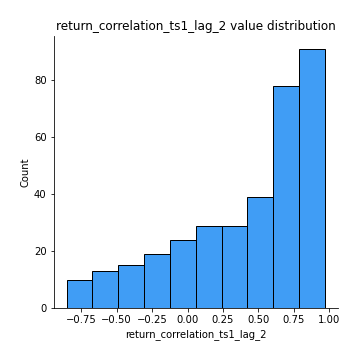 return_correlation_ts1_lag_2 value distribution
Count
80
60
40
20
0
−0.75 −0.50 −0.25 0.00 0.25 0.50 0.75 1.00
return_correlation_ts1_lag_2